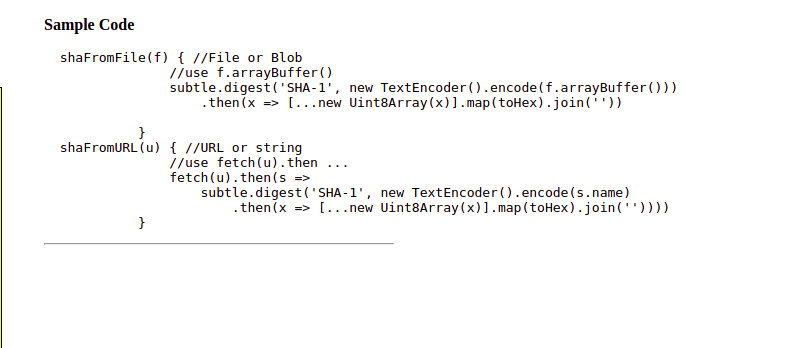 Sample Code
shaFromFile(f) { //File or Blob
//use f.arrayBuffer()
subtle.digest('SHA-1', new TextEncoder().encode(f.arrayBuffer()))
.then(x => [...new Uint8Array(x)].map(toHex).join(''))
}
shaFromURL(u) { //URL or string
//use fetch(u).then ...
fetch(u).then(s =>
subtle.digest('SHA-1', new TextEncoder().encode(s.name)
.then(x => [...new Uint8Array(x)].map(toHex).join(''))))
}